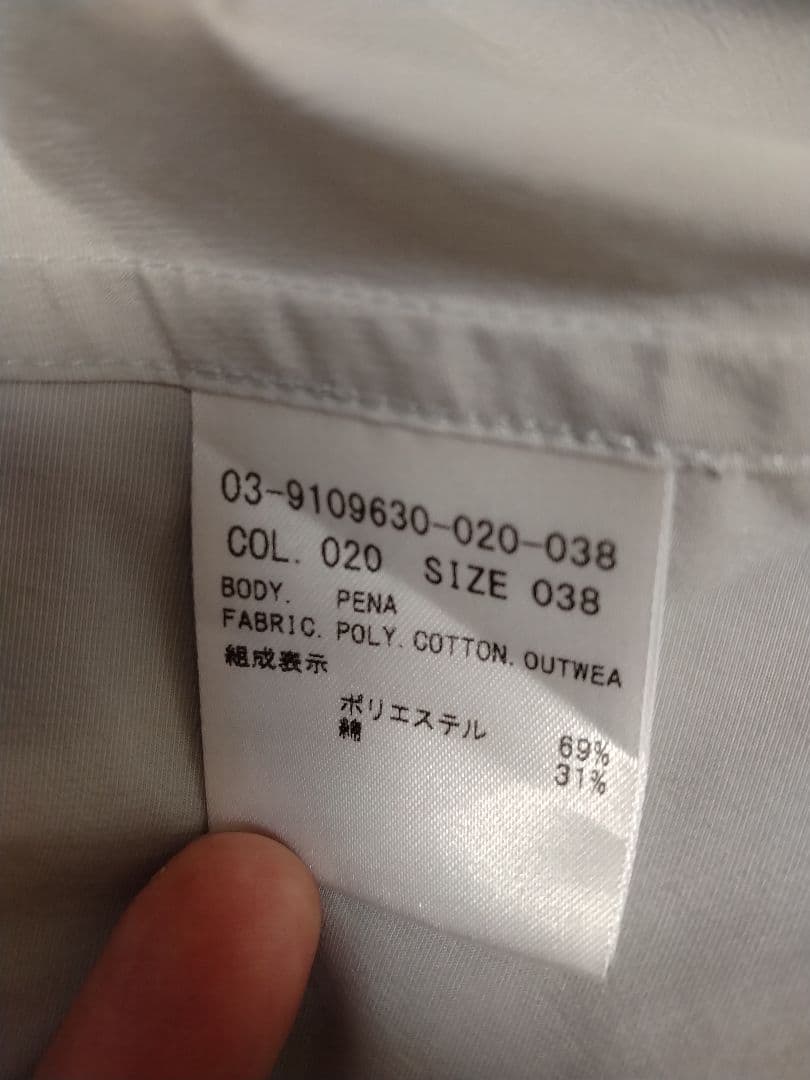 03-9109630-020-038
COL. 020 SIZE 038
BODY. PENA
FABRIC. POLY.COTTON.OUTWEA
組成表示
ポリエステル 69%
綿 31%